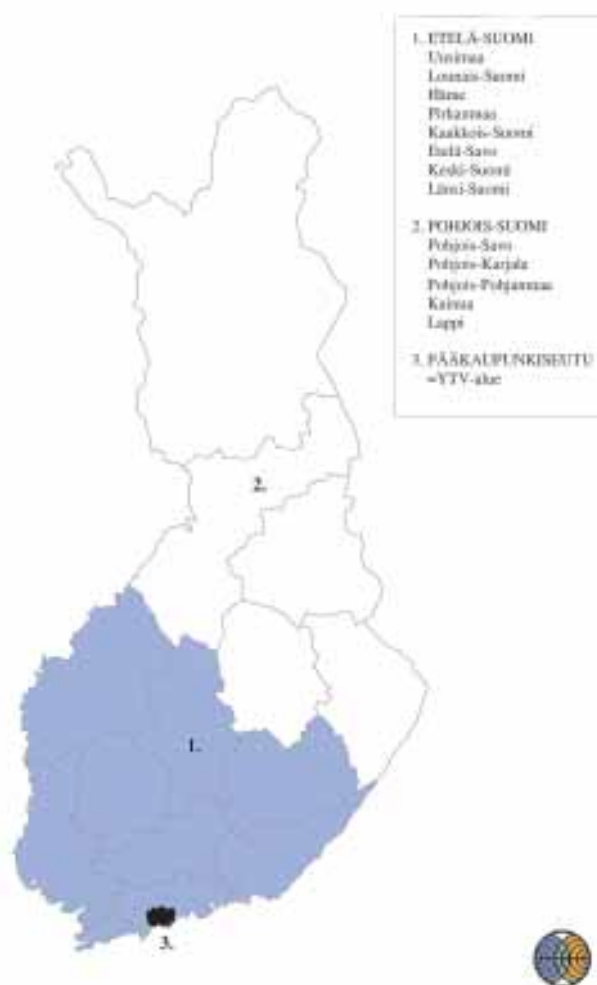 1. ETELÄ-SUOMI
Uusimaa
Lounais-Suomi
Häme
Pirkanmaa
Kaakkois-Suomi
Etelä-Savo
Keski-Suomi
Länsi-Suomi
2. POHJOIS-SUOMI
Pohjois-Savo
Pohjois-Karjala
Pohjois-Pohjanmaa
Kainuu
Lappi
3. PÄÄKAUPUNKISEUTU
=YTV-alue
2.
1.
3.